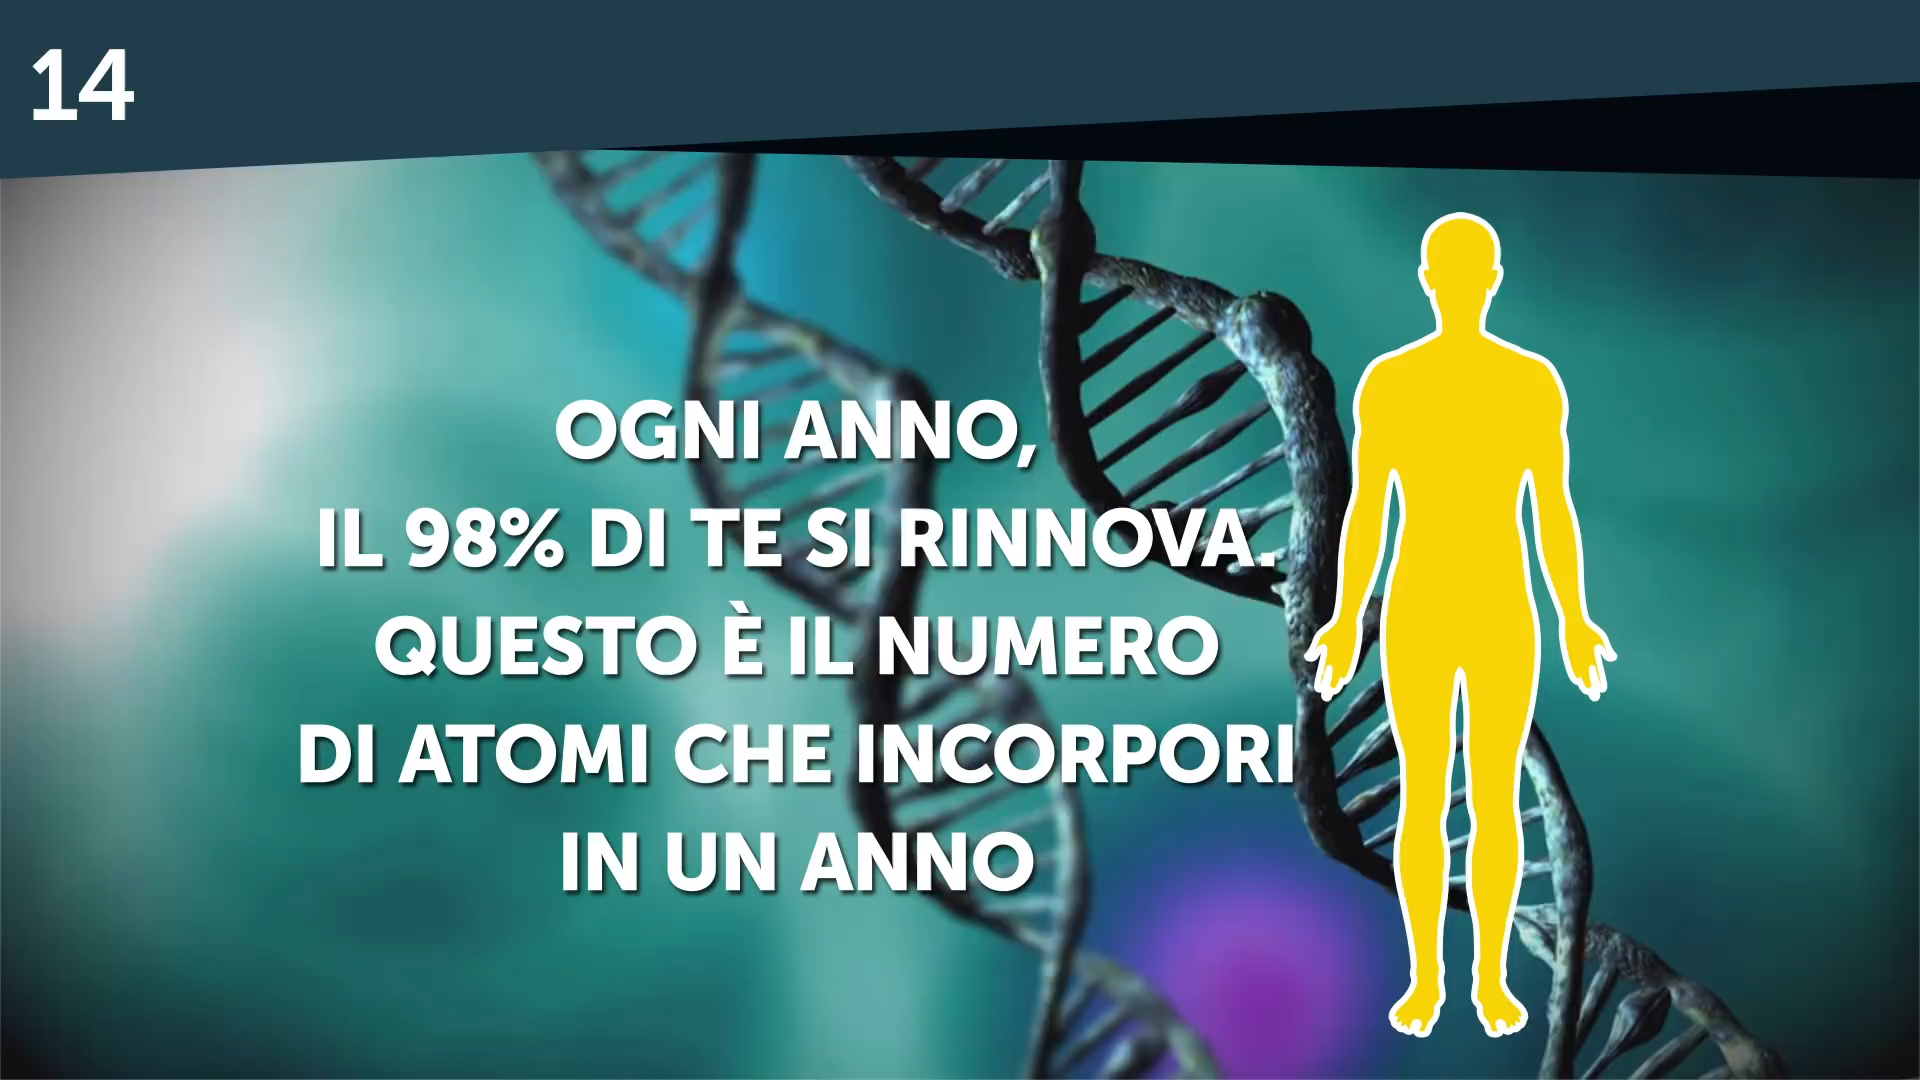 14
OGNI ANNO,
IL 98% DI TE SI RINNOVA.
QUESTO È IL NUMERO
DI ATOMI CHE INCORPORI
IN UN ANNO